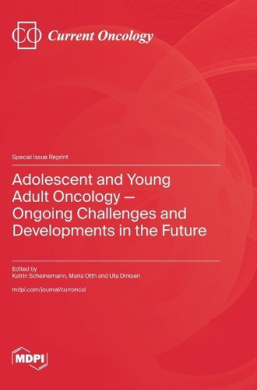 Current Oncology
Special Issue Reprint
Adolescent and Young
Adult Oncology —
Ongoing Challenges and
Developments in the Future
Edited by
Katrin Scheinemann, Maria Otth and Uta Dirksen
mdpi.com/journal/curroncol
MDPI